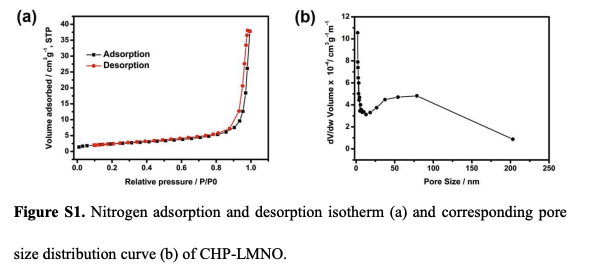 (a)
Volume adsorbed / cm³g⁻¹, STP
40
35
30
25
20
15
10
5
0
Adsorption
Desorption
0.0 0.2 0.4 0.6 0.8 1.0
Relative pressure / P/P0
(b)
dV/dw Volume x 10⁻⁴/ cm³g⁻¹m⁻¹
12
10
8
6
4
2
0
0 50 100 150 200 250
Pore Size / nm
Figure S1. Nitrogen adsorption and desorption isotherm (a) and corresponding pore
size distribution curve (b) of CHP-LMNO.